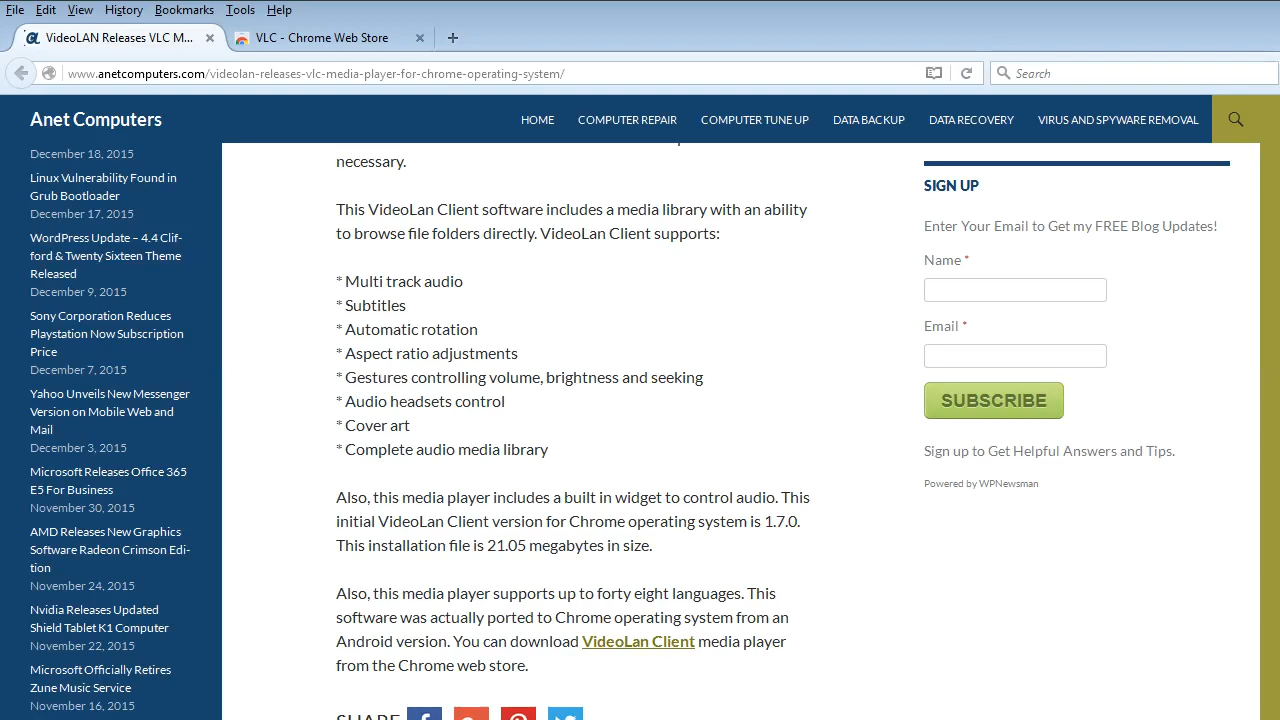 File Edit View History Bookmarks Tools Help
VideoLAN Releases VLC M...
VLC - Chrome Web Store
www.anetcomputers.com/videolan-releases-vlc-media-player-for-chrome-operating-system/
Search
Anet Computers
HOME COMPUTER REPAIR COMPUTER TUNE UP DATA BACKUP DATA RECOVERY VIRUS AND SPYWARE REMOVAL
December 18, 2015
Linux Vulnerability Found in
Grub Bootloader
December 17, 2015
WordPress Update – 4.4 Clif-
ford & Twenty Sixteen Theme
Released
December 9, 2015
Sony Corporation Reduces
Playstation Now Subscription
Price
December 7, 2015
Yahoo Unveils New Messenger
Version on Mobile Web and
Mail
December 3, 2015
Microsoft Releases Office 365
E5 For Business
November 30, 2015
AMD Releases New Graphics
Software Radeon Crimson Edi-
tion
November 24, 2015
Nvidia Releases Updated
Shield Tablet K1 Computer
November 22, 2015
Microsoft Officially Retires
Zune Music Service
November 16, 2015
necessary.
This VideoLan Client software includes a media library with an ability
to browse file folders directly. VideoLan Client supports:
* Multi track audio
* Subtitles
* Automatic rotation
* Aspect ratio adjustments
* Gestures controlling volume, brightness and seeking
* Audio headsets control
* Cover art
* Complete audio media library
Also, this media player includes a built in widget to control audio. This
initial VideoLan Client version for Chrome operating system is 1.7.0.
This installation file is 21.05 megabytes in size.
Also, this media player supports up to forty eight languages. This
software was actually ported to Chrome operating system from an
Android version. You can download VideoLan Client media player
from the Chrome web store.
SHARE
SIGN UP
Enter Your Email to Get my FREE Blog Updates!
Name *
Email *
SUBSCRIBE
Sign up to Get Helpful Answers and Tips.
Powered by WPNewsman